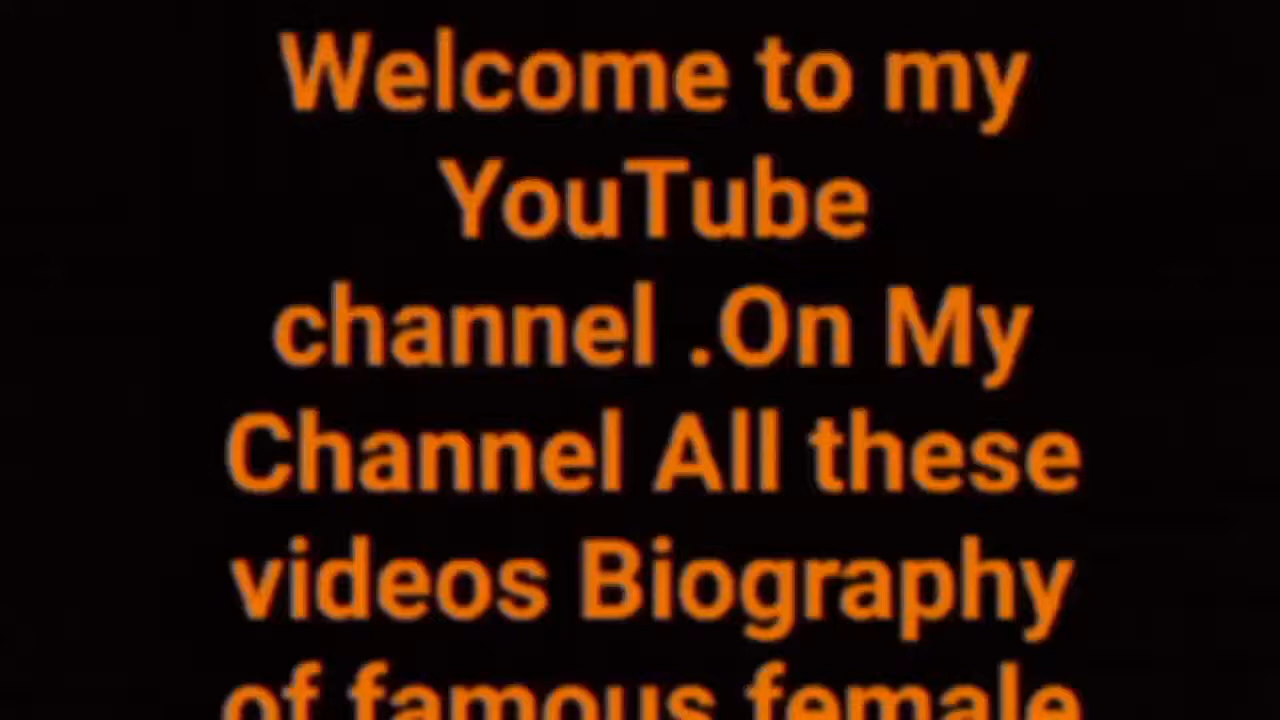 Welcome to my
YouTube
channel .On My
Channel All these
videos Biography
of famous female